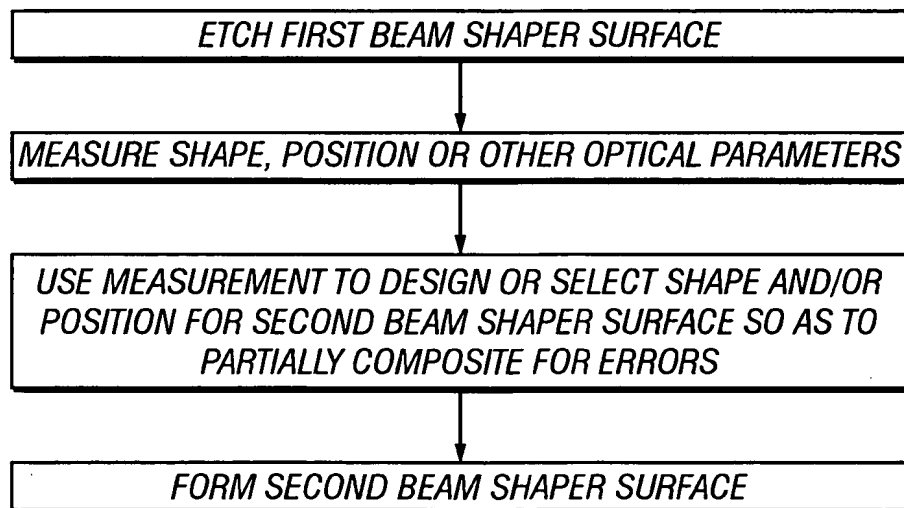 ETCH FIRST BEAM SHAPER SURFACE
MEASURE SHAPE, POSITION OR OTHER OPTICAL PARAMETERS
USE MEASUREMENT TO DESIGN OR SELECT SHAPE AND/OR
POSITION FOR SECOND BEAM SHAPER SURFACE SO AS TO
PARTIALLY COMPOSITE FOR ERRORS
FORM SECOND BEAM SHAPER SURFACE